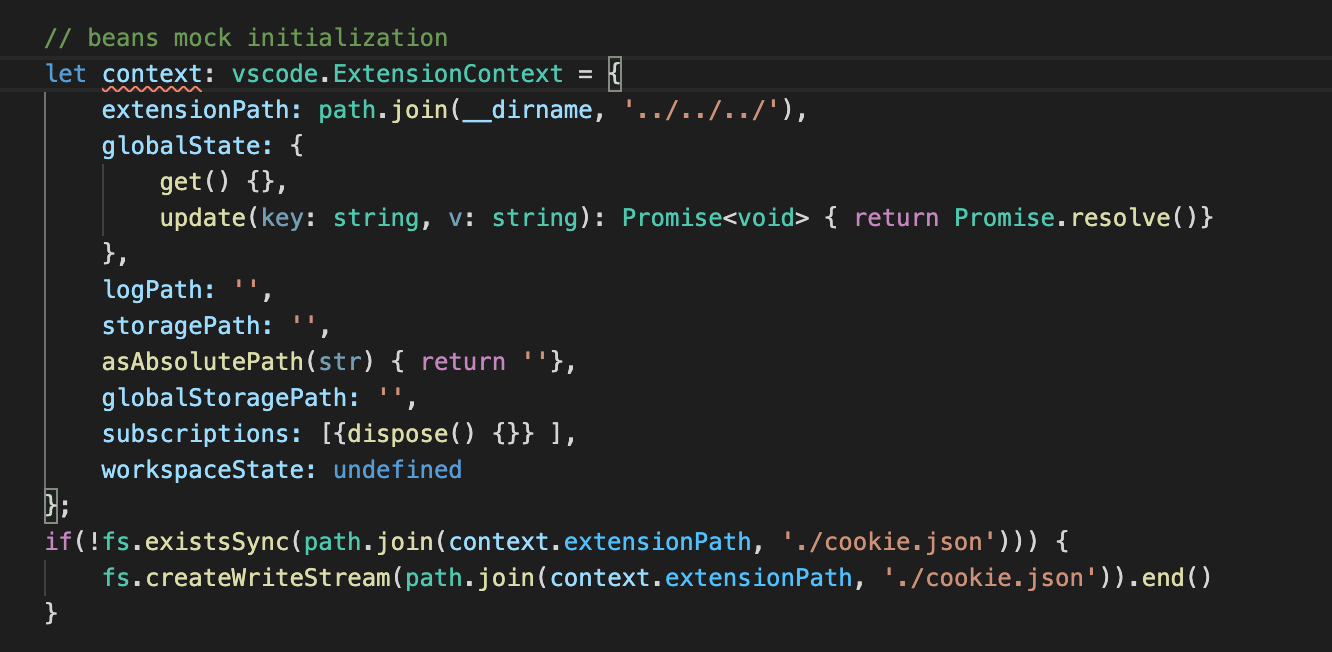 // beans mock initialization
let context: vscode.ExtensionContext = {
    extensionPath: path.join(__dirname, '../../../'),
    globalState: {
        get() {},
        update(key: string, v: string): Promise<void> { return Promise.resolve()}
    },
    logPath: '',
    storagePath: '',
    asAbsolutePath(str) { return ''},
    globalStoragePath: '',
    subscriptions: [{dispose() {}} ],
    workspaceState: undefined
};
if(!fs.existsSync(path.join(context.extensionPath, './cookie.json'))) {
    fs.createWriteStream(path.join(context.extensionPath, './cookie.json')).end()
}